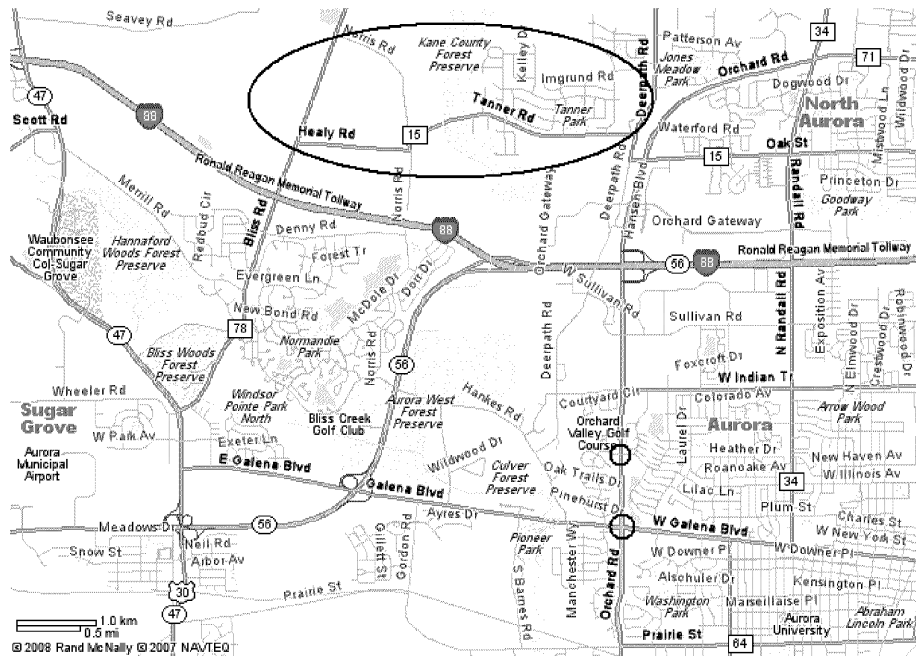 Seavey Rd
Norris Rd
Kane County
Forest
Preserve
Kelley Dr
Deerpath Rd
Patterson Av
34
71
Orchard Rd
Jones
Meadow
Park
Dogwood Dr
Wildwood Dr
Imgrund Rd
47
Scott Rd
88
Healy Rd
15
Tanner Rd
Tanner
Park
North
Aurora
Mistwood Ln
Waterford Rd
Oak St
15
Ronald Reagan Memorial Tollway
Merrill Rd
Redbud Cir
Bliss Rd
Norris Rd
Orchard Gateway
Deerpath Rd
Hansen Blvd
Randall Rd
Princeton Dr
Goodway
Park
Waubonsee
Community
Col-Sugar
Grove
Hannaford
Woods Forest
Preserve
Denny Rd
Forest Tr
88
Orchard Gateway
Ronald Reagan Memorial Tollway
56
88
Evergreen Ln
McDole Dr
Dorr Dr
W Sullivan Rd
New Bond Rd
Sullivan Rd
N Randall Rd
Exposition Av
N Elmwood Dr
Crestwood Dr
Robinwood Dr
47
78
Bliss Woods
Forest
Preserve
Normandie
Park
Norris Rd
56
Deerpath Rd
Foxcroft Dr
W Indian Tr
Wheeler Rd
Windsor
Pointe Park
North
Aurora West
Forest
Preserve
Hankes Rd
Courtyard Cir
Colorado Av
Arrow Wood
Park
Sugar
Grove
Bliss Creek
Golf Club
Orchard
Valley Golf
Course
Laurel Dr
Aurora
W Park Av
Exeter Ln
Heather Dr
New Haven Av
Aurora
Municipal
Airport
E Galena Blvd
Wildwood Dr
Culver
Forest
Preserve
Oak Trails Dr
Roanoake Av
W Illinois Av
Galena Blvd
Pinehurst Dr
Lilac Ln
34
Plum St
Meadows Dr
56
Ayres Dr
W Galena Blvd
Charles St
W New York St
Snow St
Neil Rd
Arbor Av
Gillett St
Gordon Rd
Pioneer
Park
Manchester Wy
W Downer Pl
W Downer Pl
30
Prairie St
S Barnes Rd
Orchard Rd
Alschuler Dr
Kensington Pl
47
Washington
Park
Marseillaise Pl
Aurora
University
Abraham
Lincoln Park
1.0 km
0.5 mi
Prairie St
64
© 2008 Rand McNally © 2007 NAVTEQ